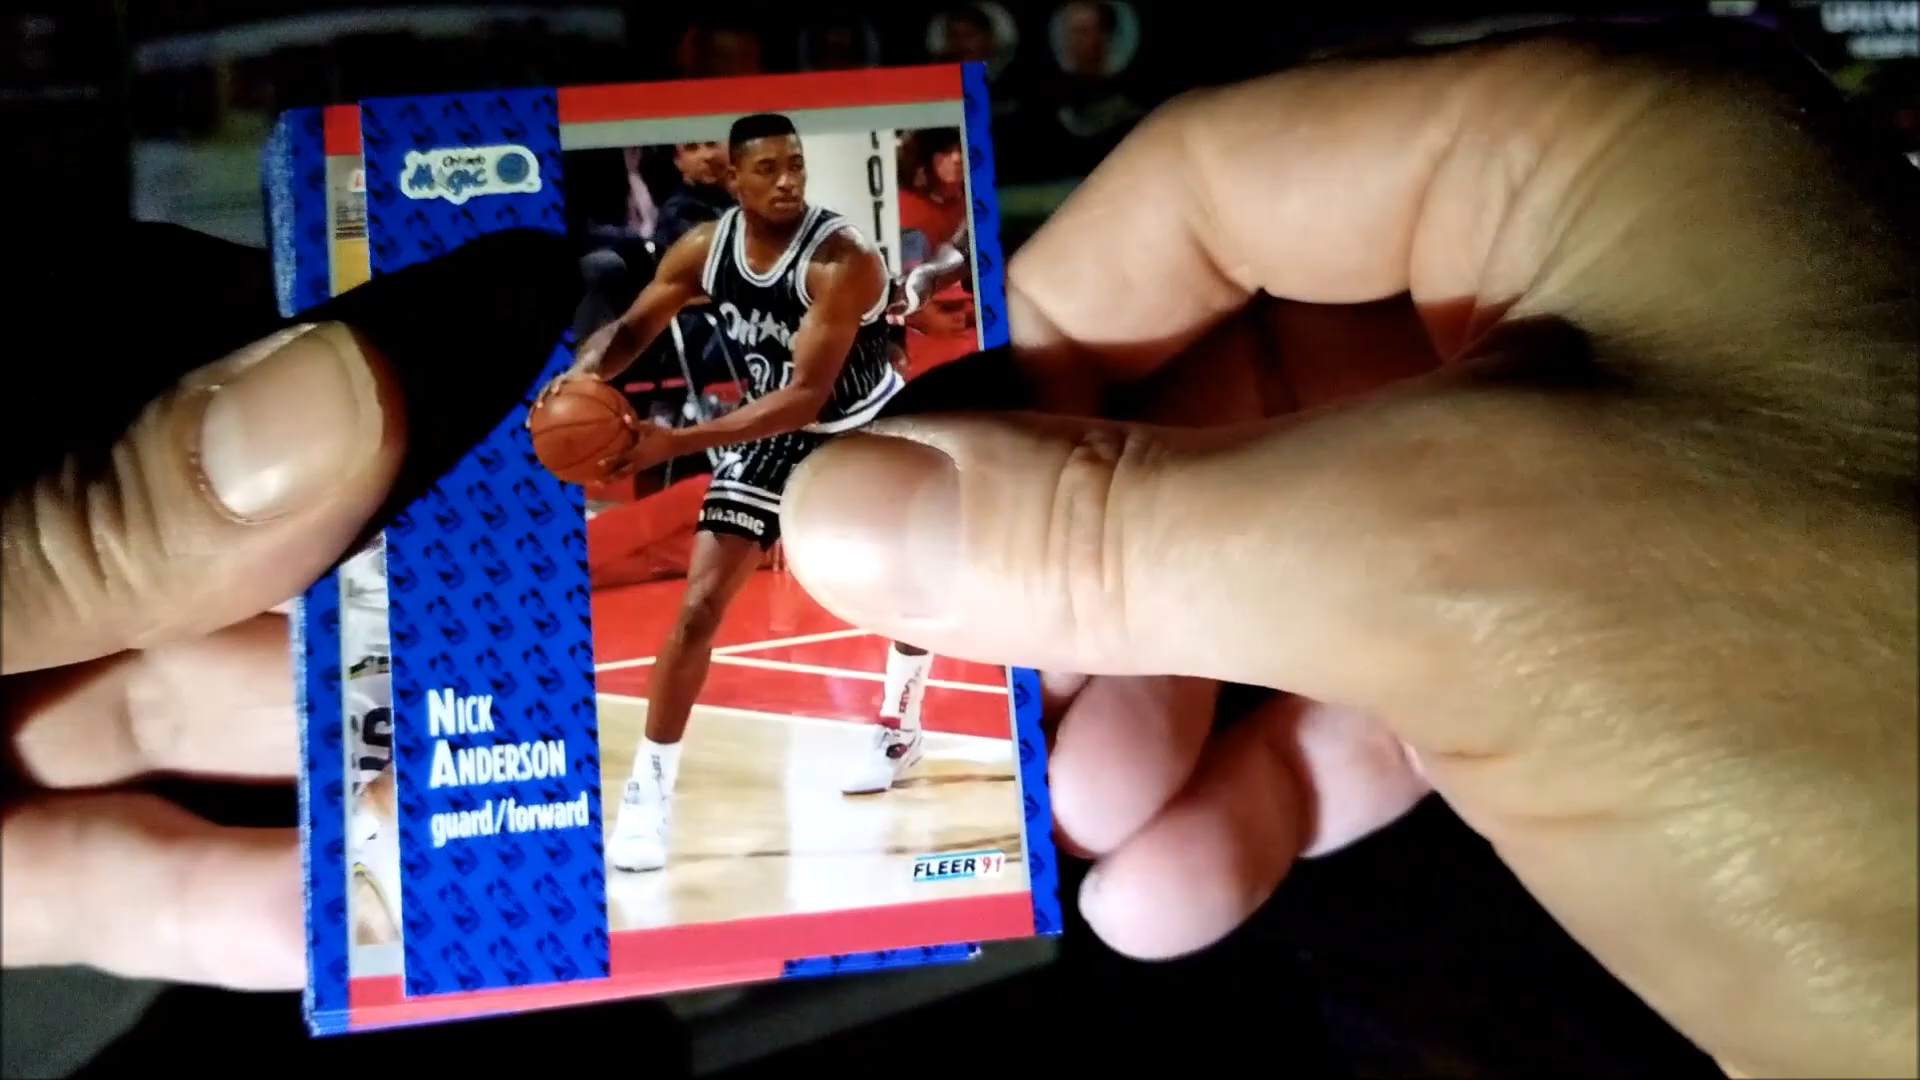 Orlando
Magic
MAGIC
NICK
ANDERSON
guard/forward
FLEER '91